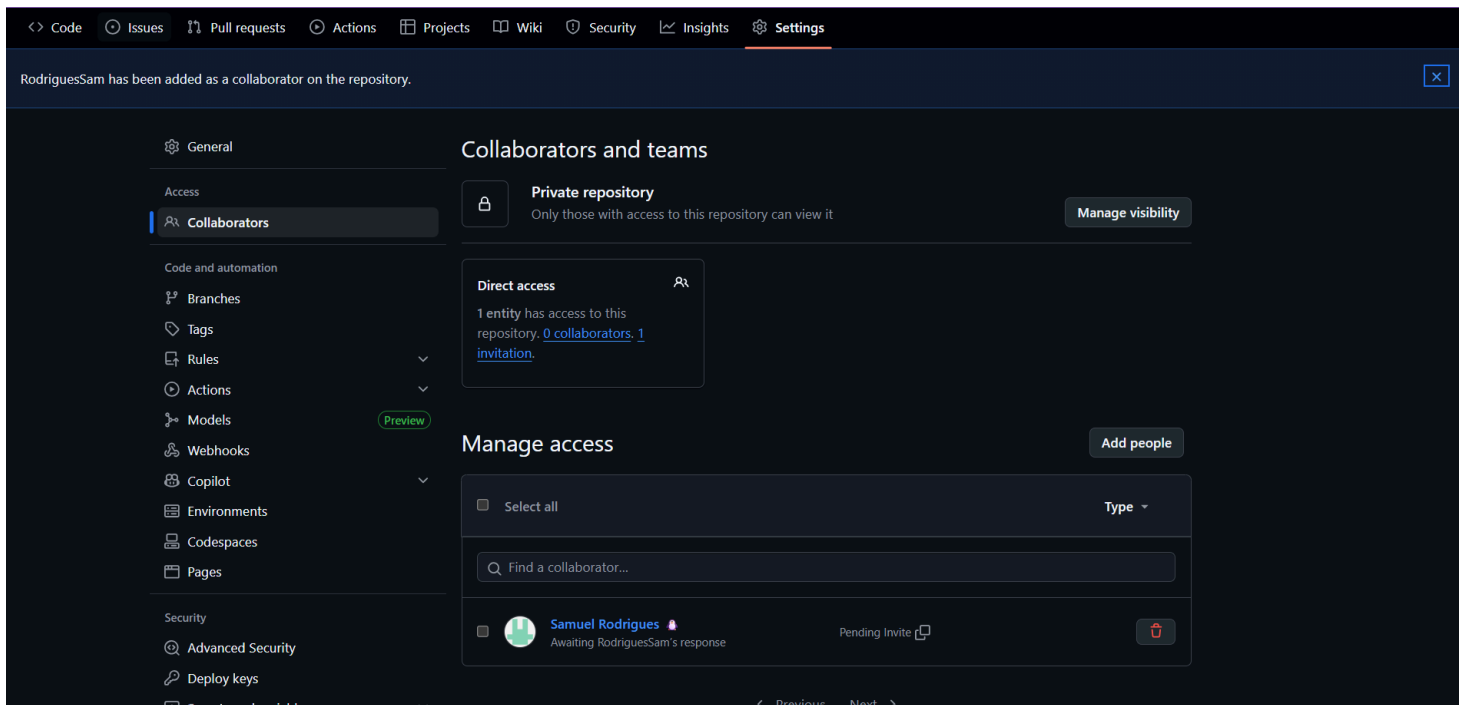 Code Issues Pull requests Actions Projects Wiki Security Insights Settings
RodriguesSam has been added as a collaborator on the repository.
General
Access
Collaborators
Code and automation
Branches
Tags
Rules
Actions
Models Preview
Webhooks
Copilot
Environments
Codespaces
Pages
Security
Advanced Security
Deploy keys
Collaborators and teams
Private repository
Only those with access to this repository can view it
Manage visibility
Direct access
1 entity has access to this
repository. 0 collaborators. 1
invitation.
Manage access
Add people
Select all
Type
Find a collaborator...
Samuel Rodrigues
Awaiting RodriguesSam's response
Pending Invite
Previous Next